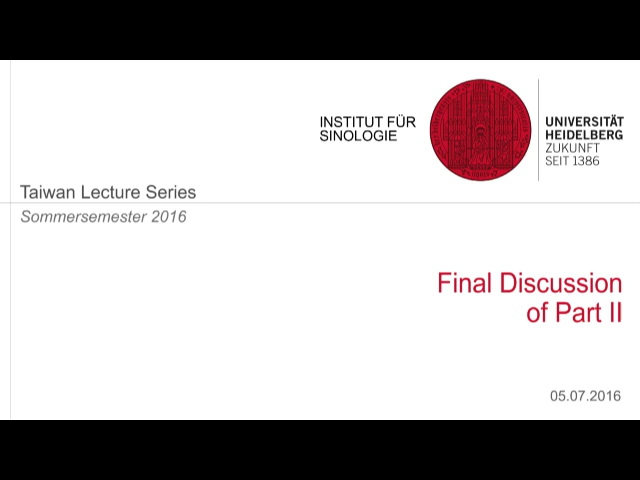 INSTITUT FÜR
SINOLOGIE
UNIVERSITÄT
HEIDELBERG
ZUKUNFT
SEIT 1386
Taiwan Lecture Series
Sommersemester 2016
Final Discussion
of Part II
05.07.2016